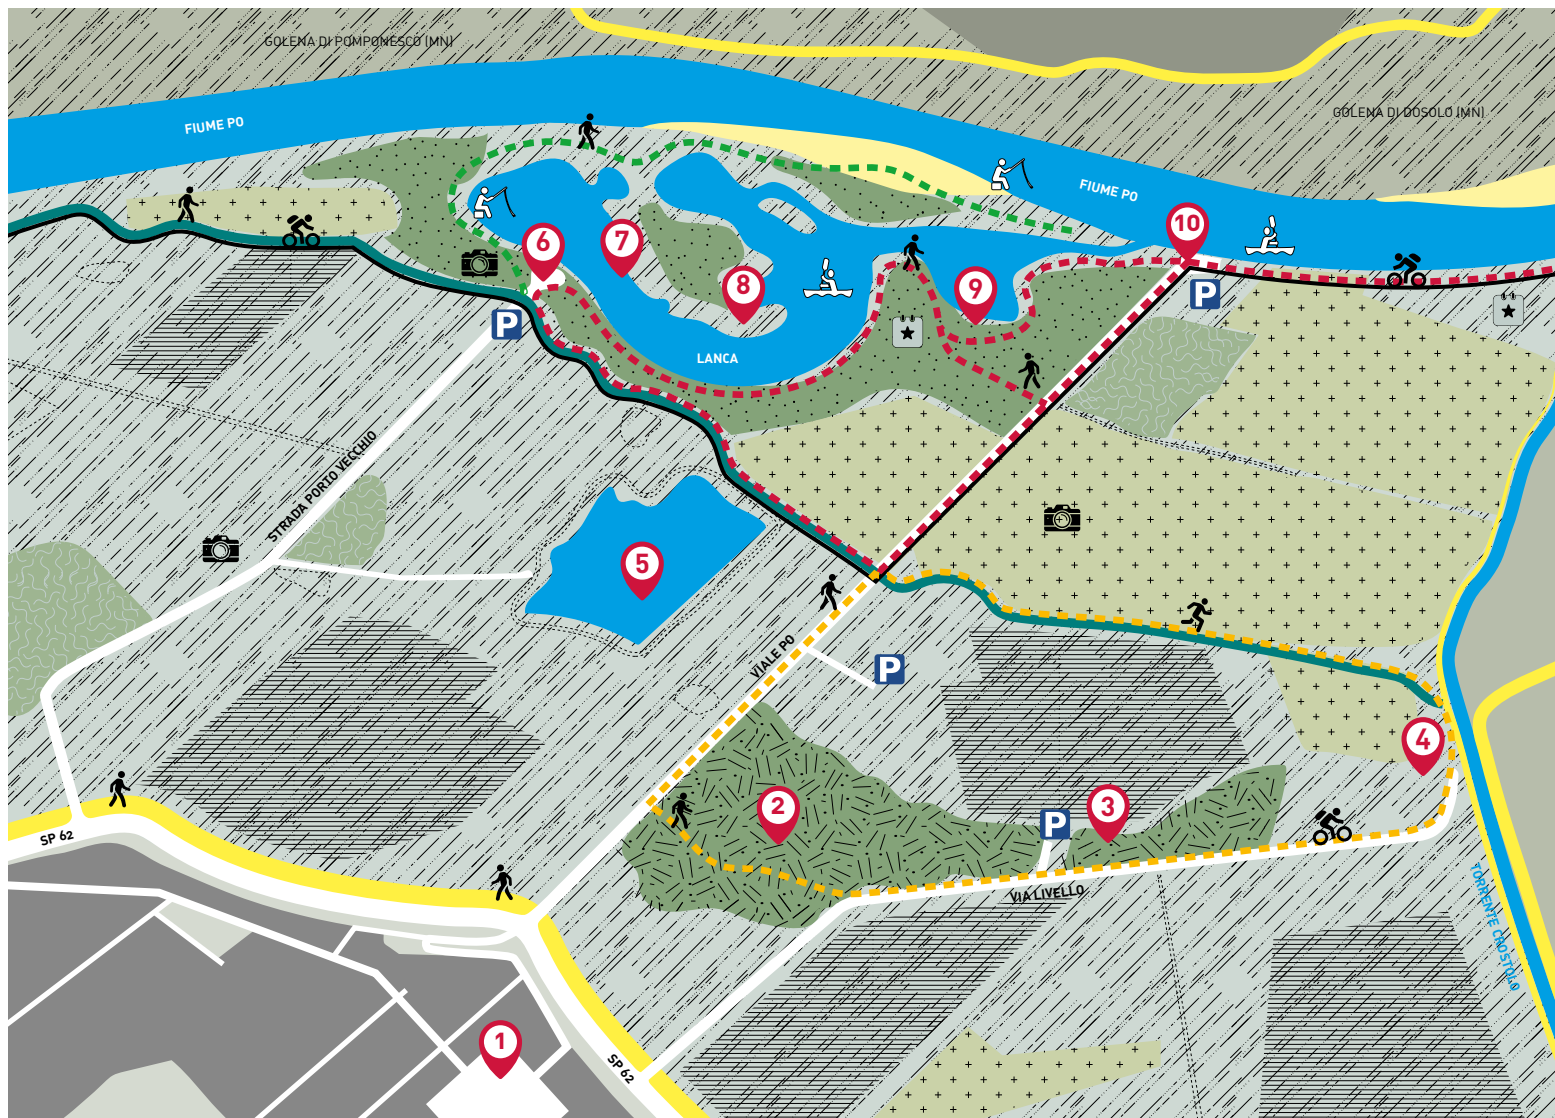 GOLENA DI POMPONESCO (MN)
GOLENA DI DOSOLO (MN)
FIUME PO
FIUME PO
10
6
7
8
9
P
P
LANCA
STRADA PORTO VECCHIO
5
VIALE PO
P
4
2
3
P
SP 62
VIA LIVELLO
TORRENTE CROSTOLO
1
SP 62